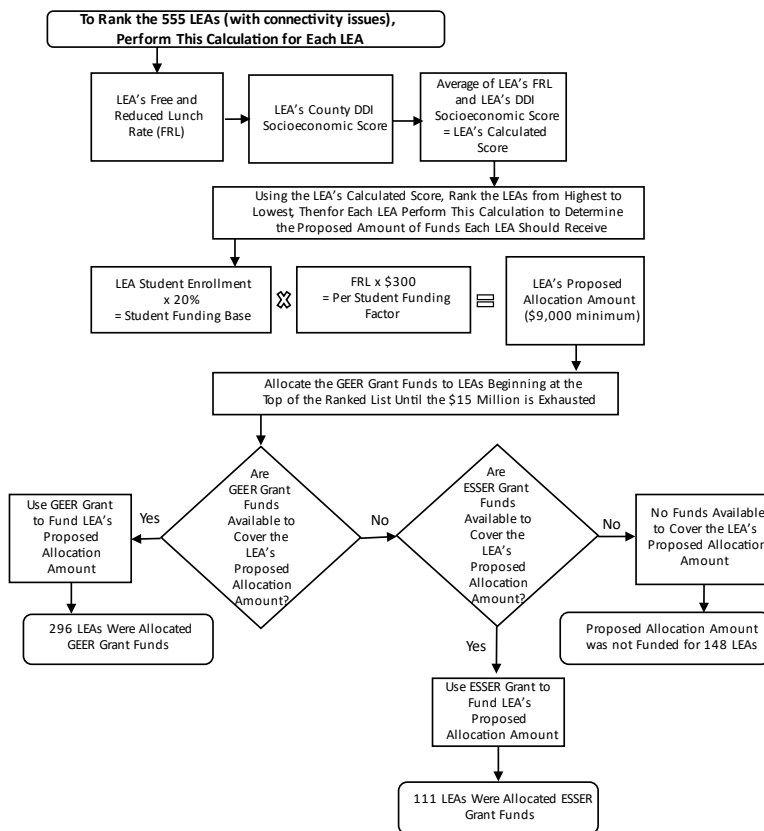 To Rank the 555 LEAs (with connectivity issues),
Perform This Calculation for Each LEA
LEA's Free and
Reduced Lunch
Rate (FRL)
LEA's County DDI
Socioeconomic Score
Average of LEA's FRL
and LEA's DDI
Socioeconomic Score
= LEA's Calculated
Score
Using the LEA's Calculated Score, Rank the LEAs from Highest to
Lowest, Thenfor Each LEA Perform This Calculation to Determine
the Proposed Amount of Funds Each LEA Should Receive
LEA Student Enrollment
x 20%
= Student Funding Base
FRL x $300
= Per Student Funding
Factor
LEA's Proposed
Allocation Amount
($9,000 minimum)
Allocate the GEER Grant Funds to LEAs Beginning at the
Top of the Ranked List Until the $15 Million is Exhausted
Are
GEER Grant
Funds
Available to
Cover the
LEA's
Proposed
Allocation
Amount?
Yes
Use GEER Grant
to Fund LEA's
Proposed
Allocation
Amount
296 LEAs Were Allocated
GEER Grant Funds
No
Are
ESSER Grant
Funds
Available to
Cover the
LEA's
Proposed
Allocation
Amount?
No
No Funds Available
to Cover the LEA's
Proposed Allocation
Amount
Proposed Allocation Amount
was not Funded for 148 LEAs
Yes
Use ESSER Grant to
Fund LEA's
Proposed
Allocation Amount
111 LEAs Were Allocated ESSER
Grant Funds